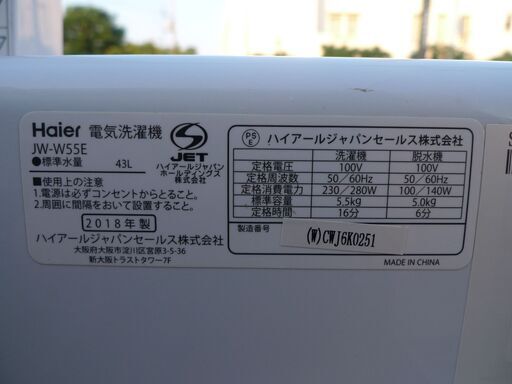 Haier 電気洗濯機
JW-W55E
●標準水量 43L
S JET
ハイアールジャパン
ホールディングス
株式会社
■使用上の注意
1.電源は必ずコンセントからとること。
2.周囲に間隔をおいて設置すること。
2018年製
ハイアールジャパンセールス株式会社
大阪府大阪市淀川区宮原3-5-36
新大阪トラストタワー7F
PS E ハイアールジャパンセールス株式会社
洗濯機 脱水機
定格電圧 100V 100V
定格周波数 50/60Hz 50/60Hz
定格消費電力 230/280W 100/140W
標準容量 5.5kg 5.0kg
定格時間 16分 6分
製造番号
(W)CWJ6K0251
MADE IN CHINA